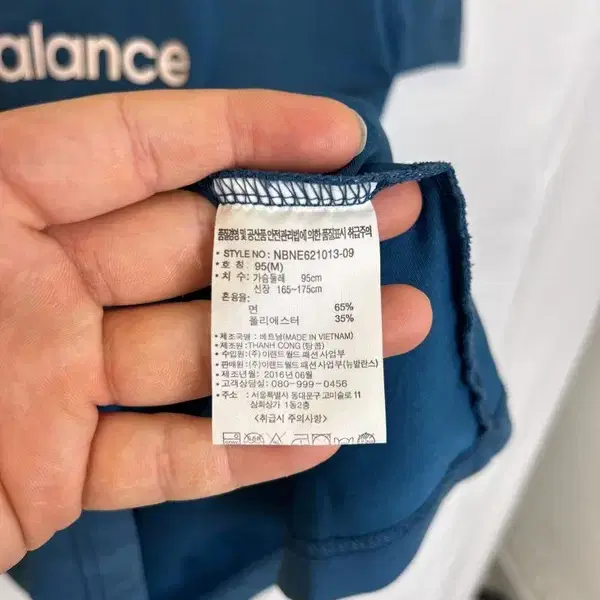 alance
품질경영 및 공산품 안전관리법에 의한 품질표시 취급주의
• STYLE NO : NBNE621013-09
• 호 칭 : 95(M)
• 치 수 : 가슴둘레 95cm
신장 165~175cm
혼용율:
면 65%
폴리에스터 35%
• 제조국명 : 베트남(MADE IN VIETNAM)
• 제조원 : THANH CONG (탕 콩)
• 수입원 : (주)이랜드월드 패션 사업부
• 판매원 : (주)이랜드월드 패션사업부(뉴발란스)
• 제조년월 : 2016년 06월
• 고객상담실: 080-999-0456
• 주소 : 서울특별시 동대문구 고미술로 11
삼희상가 1동2층
<취급시 주의사항>